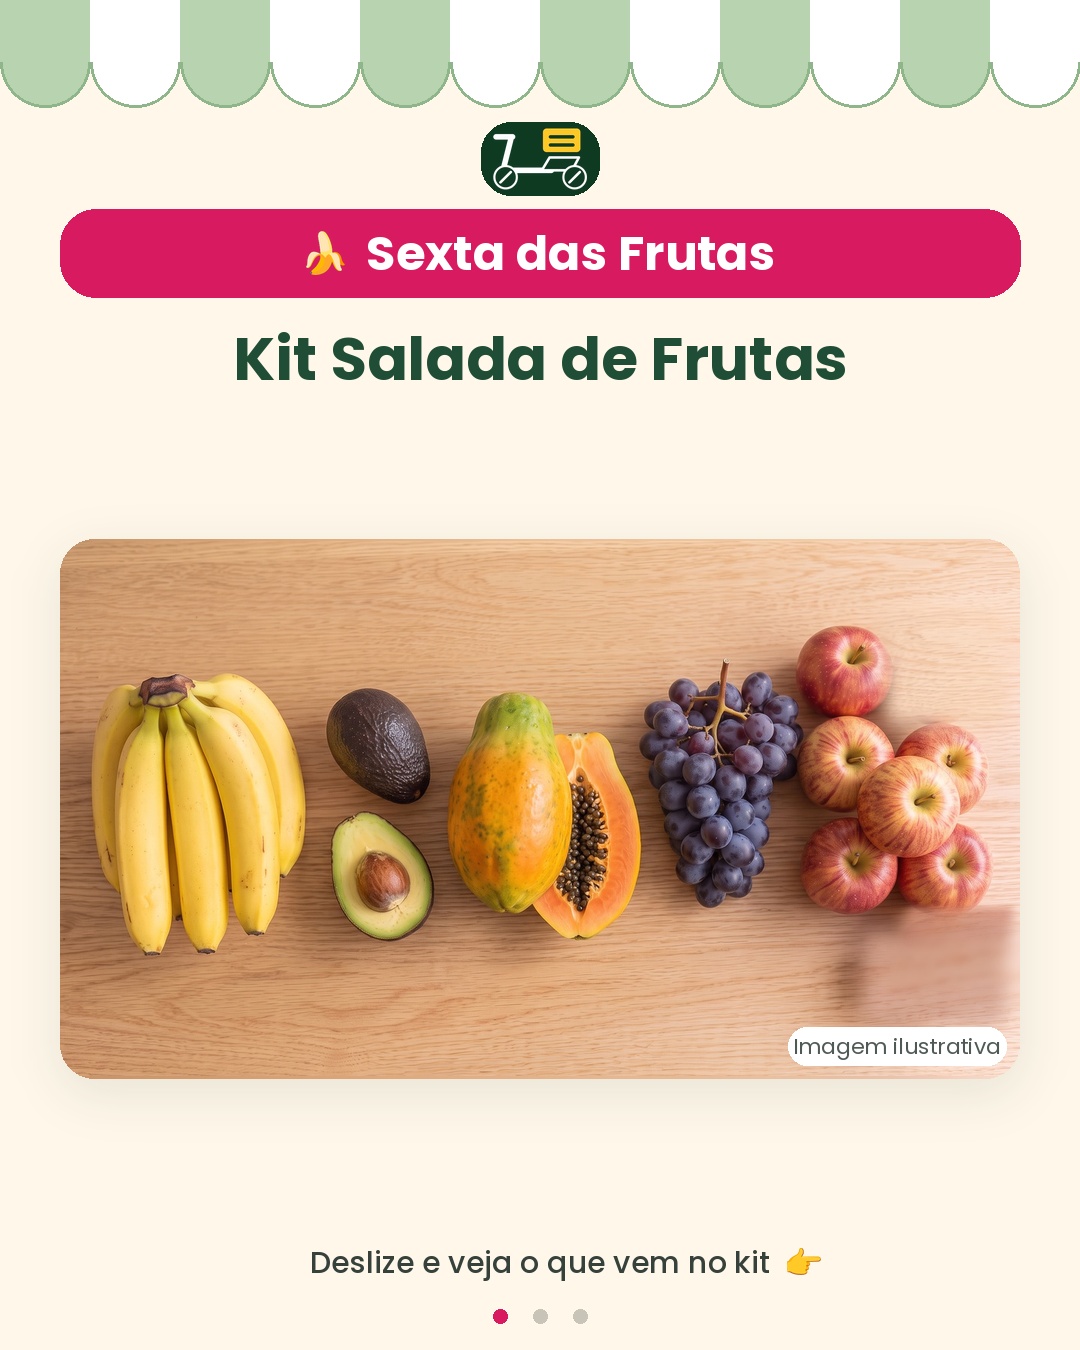 Sexta das Frutas
Kit Salada de Frutas
Imagem ilustrativa
Deslize e veja o que vem no kit